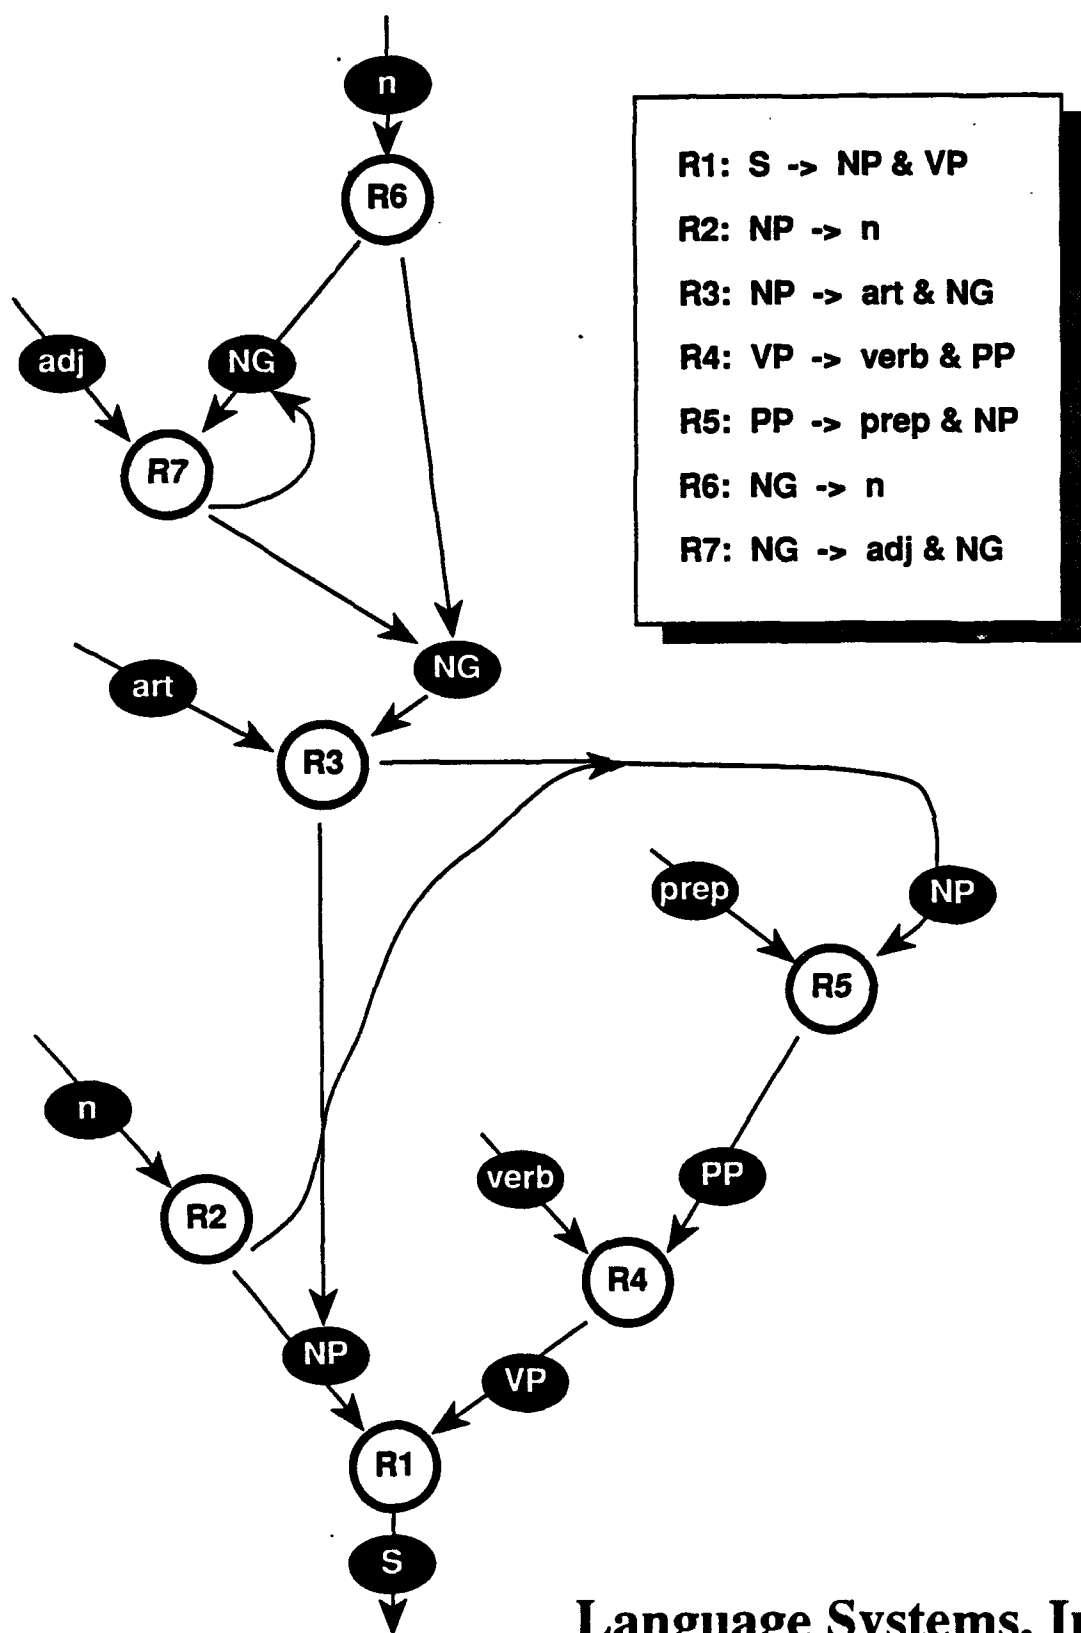 n
R6
R1: S -> NP & VP
R2: NP -> n
R3: NP -> art & NG
R4: VP -> verb & PP
R5: PP -> prep & NP
R6: NG -> n
R7: NG -> adj & NG
adj
NG
R7
NG
art
R3
prep
NP
R5
n
verb
PP
R2
R4
NP
VP
R1
S
Language Systems,